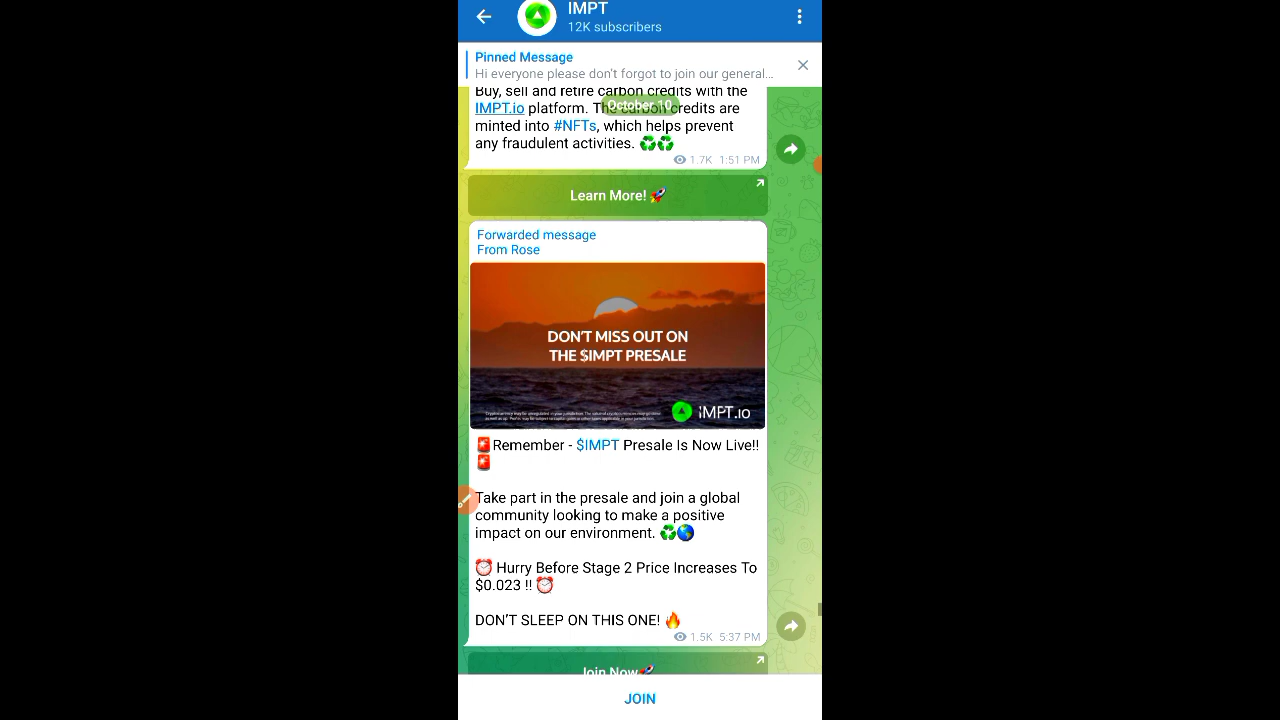 IMPT
12K subscribers
Pinned Message
Hi everyone please don't forgot to join our general...
Buy, sell and retire carbon credits with the
October 10
IMPT.io platform. The carbon credits are
minted into #NFTs, which helps prevent
any fraudulent activities. ♻️♻️
1.7K 1:51 PM
Learn More! 🚀
Forwarded message
From Rose
DON'T MISS OUT ON
THE $IMPT PRESALE
iMPT.io
🚨Remember - $IMPT Presale Is Now Live!!
🚨
Take part in the presale and join a global
community looking to make a positive
impact on our environment. ♻️🌎
⏰ Hurry Before Stage 2 Price Increases To
$0.023 !! ⏰
DON'T SLEEP ON THIS ONE! 🔥
1.5K 5:37 PM
Join Now🚀
JOIN